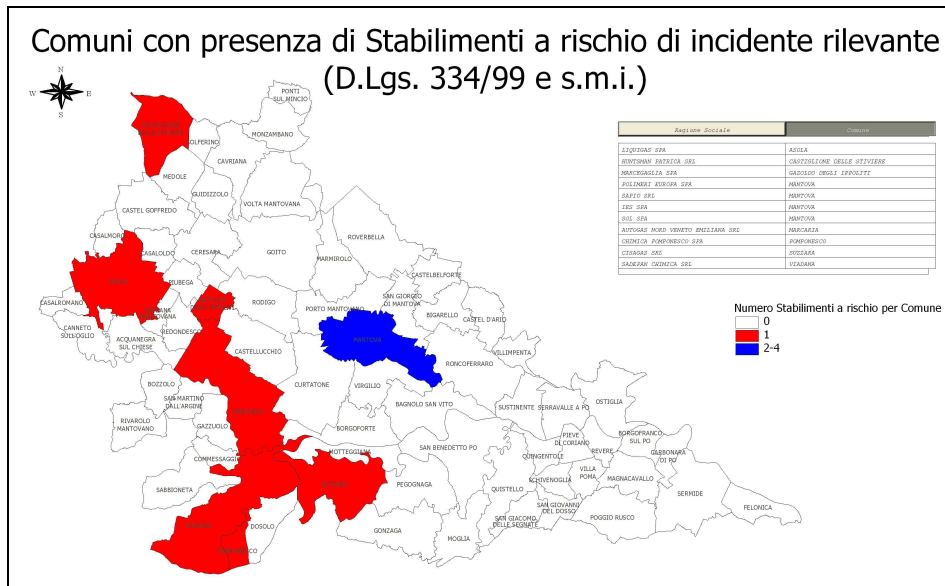 Comuni con presenza di Stabilimenti a rischio di incidente rilevante
(D.Lgs. 334/99 e s.m.i.)
N
W E
S
Ragione Sociale Comune
LIQUIGAS SPA ASOLA
HUNTSMAN PATRICA SRL CASTIGLIONE DELLE STIVIERE
MARCEGAGLIA SPA GAZOLDO DEGLI IPPOLITI
POLIMERI EUROPA SPA MANTOVA
SAPIO SRL MANTOVA
IES SPA MANTOVA
SOL SPA MANTOVA
AUTOGAS NORD VENETO EMILIANA SRL MARCARIA
CHIMICA POMPONESCO SPA POMPONESCO
CISAGAS SRL SUZZARA
SADEPAN CHIMICA SRL VIADANA
Numero Stabilimenti a rischio per Comune
0
1
2-4
PONTI
SUL MINCIO
MONZAMBANO
SOLFERINO
CAVRIANA
MEDOLE
GUIDIZZOLO
VOLTA MANTOVANA
CASTEL GOFFREDO
CASALMORO
CASALOLDO
CERESARA
GOITO
ROVERBELLA
MARMIROLO
CASTELBELFORTE
ASOLA
PIUBEGA
CASALROMANO
RODIGO
PORTO MANTOVANO
SAN GIORGIO
DI MANTOVA
BIGARELLO
CASTEL D'ARIO
CANNETO
SULL'OGLIO
ACQUANEGRA
SUL CHIESE
REDONDESCO
CASTELLUCCHIO
MANTOVA
VILLIMPENTA
RONCOFERRARO
CURTATONE
VIRGILIO
BOZZOLO
SAN MARTINO
DALL'ARGINE
BAGNOLO SAN VITO
SUSTINENTE
SERRAVALLE A PO
OSTIGLIA
RIVAROLO
MANTOVANO
GAZZUOLO
MARCARIA
BORGOFORTE
PIEVE
DI CORIANO
BORGOFRANCO
SUL PO
SAN BENEDETTO PO
MOTTEGGIANA
QUINGENTOLE
REVERE
CARBONARA
DI PO
COMMESSAGGIO
SABBIONETA
SUZZARA
PEGOGNAGA
QUISTELLO
SCHIVENOGLIA
VILLA
POMA
MAGNACAVALLO
SERMIDE
FELONICA
SAN GIACOMO
DELLE SEGNATE
SAN GIOVANNI
DEL DOSSO
POGGIO RUSCO
VIADANA
DOSOLO
GONZAGA
MOGLIA
POMPONESCO